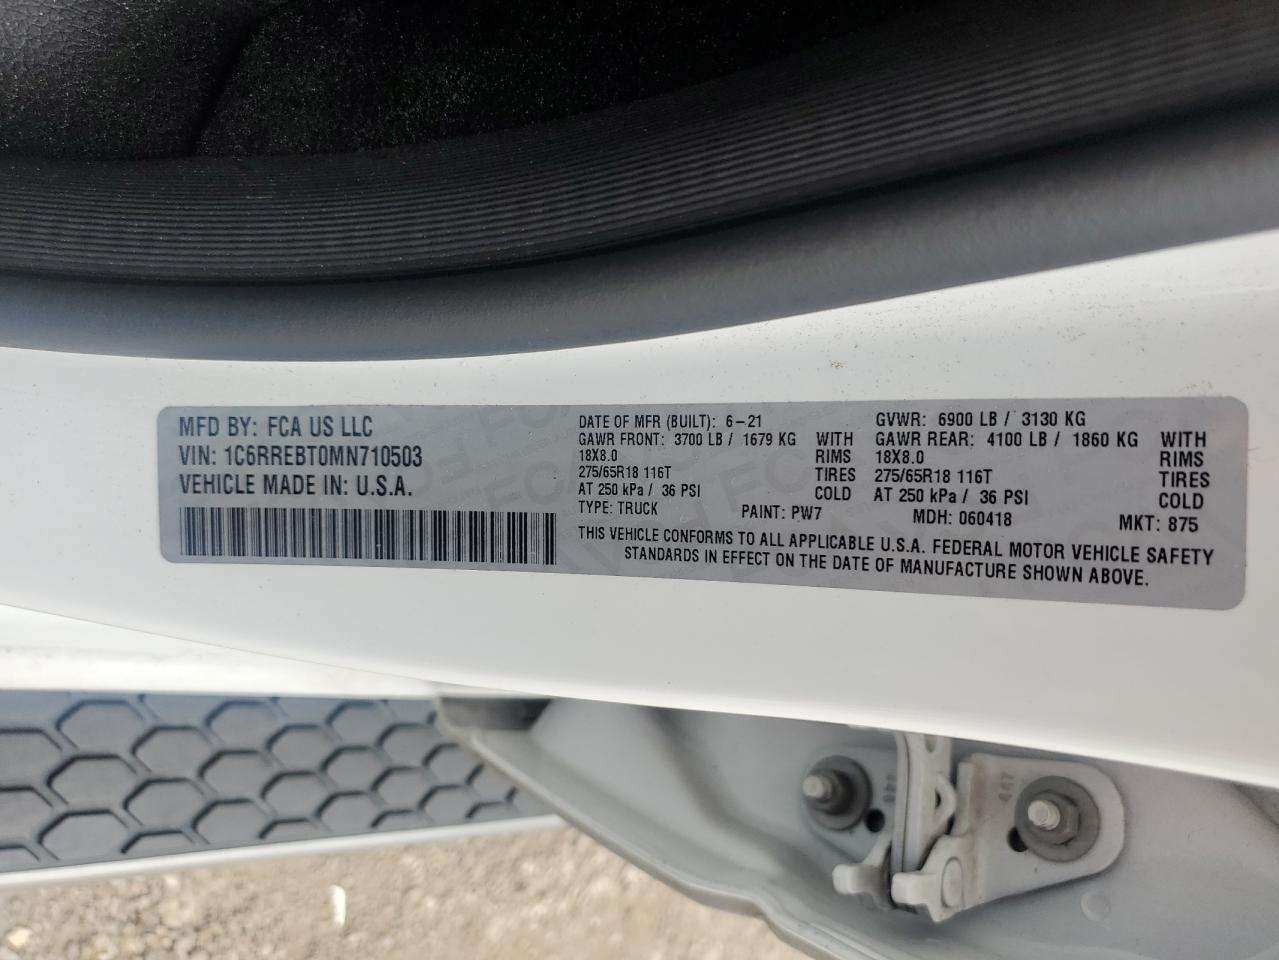 MFD BY: FCA US LLC
VIN: 1C6RREBT0MN710503
VEHICLE MADE IN: U.S.A.
DATE OF MFR (BUILT): 6-21 GVWR: 6900 LB / 3130 KG
GAWR FRONT: 3700 LB / 1679 KG WITH GAWR REAR: 4100 LB / 1860 KG WITH
18X8.0 RIMS 18X8.0 RIMS
275/65R18 116T TIRES 275/65R18 116T TIRES
AT 250 kPa / 36 PSI COLD AT 250 kPa / 36 PSI COLD
TYPE: TRUCK PAINT: PW7 MDH: 060418 MKT: 875
THIS VEHICLE CONFORMS TO ALL APPLICABLE U.S.A. FEDERAL MOTOR VEHICLE SAFETY
STANDARDS IN EFFECT ON THE DATE OF MANUFACTURE SHOWN ABOVE.
447